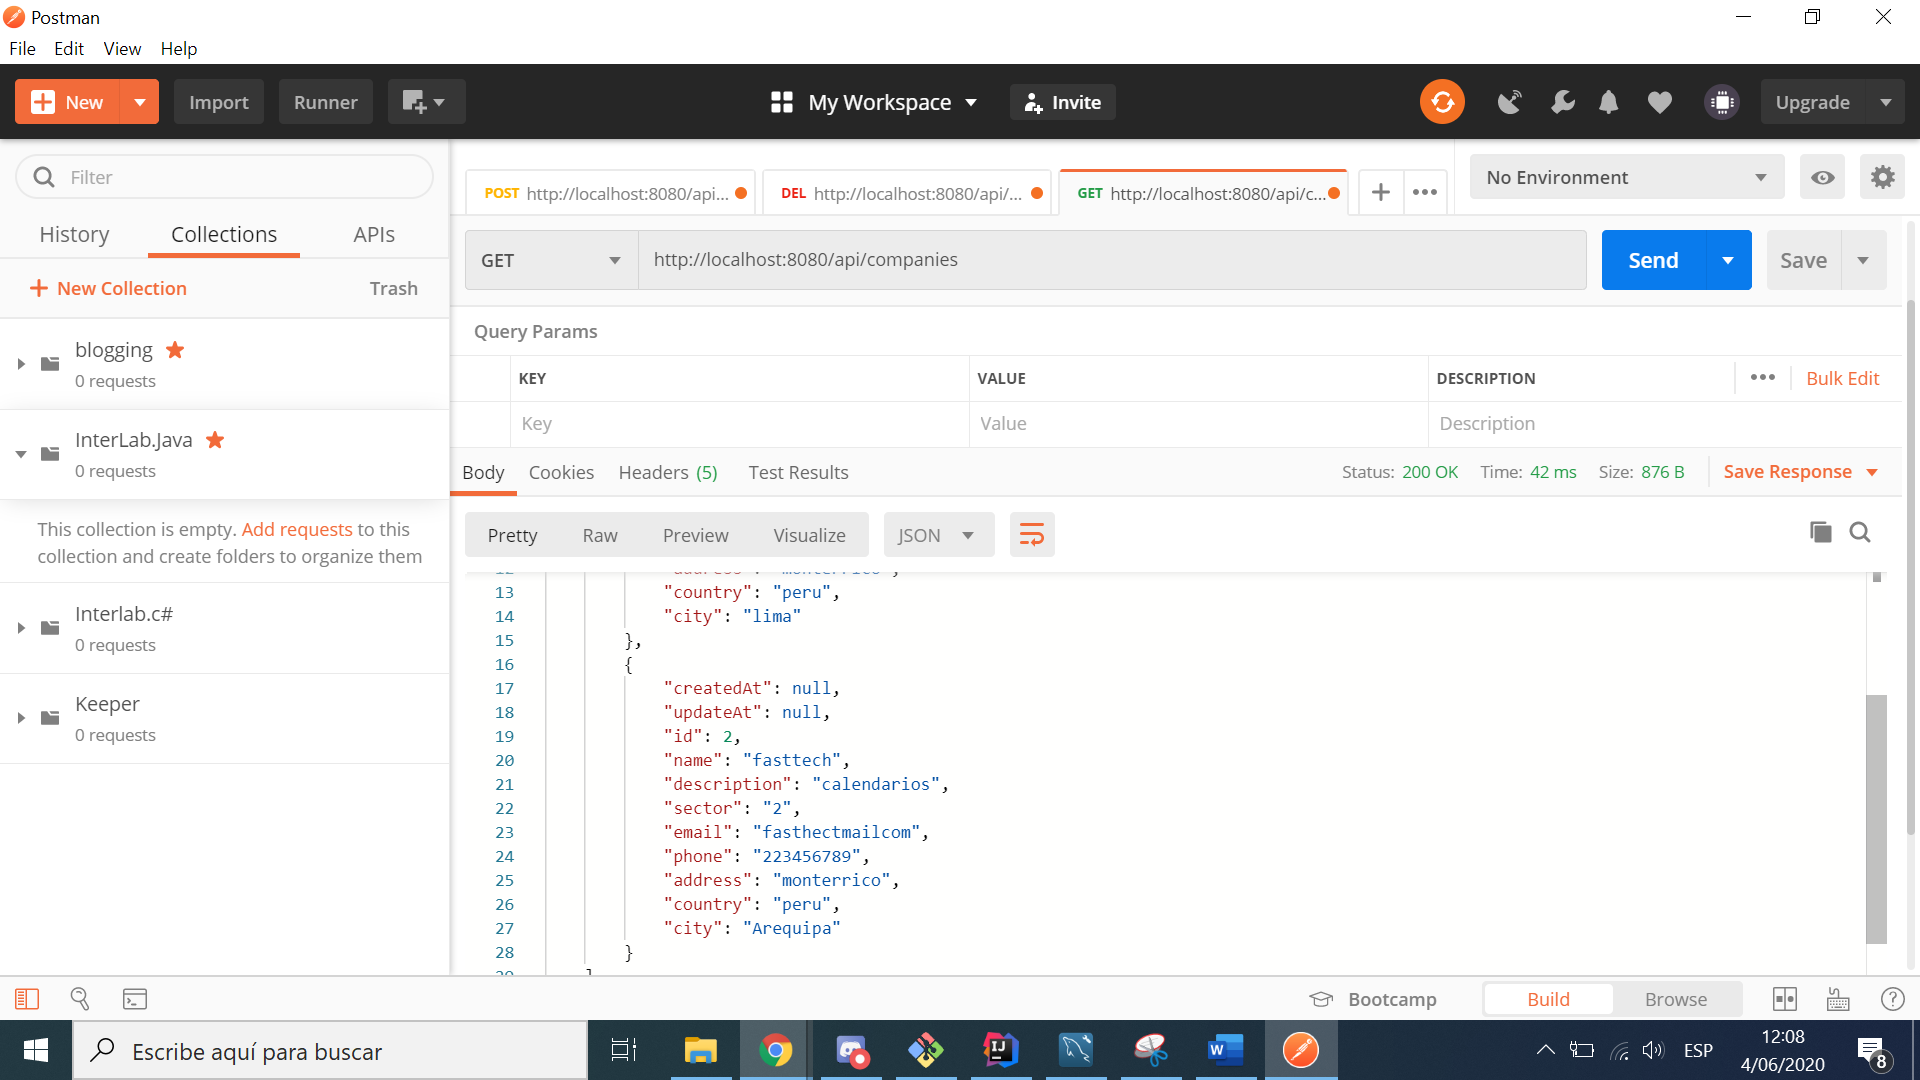 Postman
File Edit View Help
New Import Runner My Workspace Invite Upgrade
Filter
History Collections APIs
New Collection Trash
blogging
0 requests
InterLab.Java
0 requests
This collection is empty. Add requests to this
collection and create folders to organize them
Interlab.c#
0 requests
Keeper
0 requests
POST http://localhost:8080/api... DEL http://localhost:8080/api/... GET http://localhost:8080/api/c... No Environment
GET http://localhost:8080/api/companies Send Save
Query Params
KEY VALUE DESCRIPTION Bulk Edit
Key Value Description
Body Cookies Headers (5) Test Results Status: 200 OK Time: 42 ms Size: 876 B Save Response
Pretty Raw Preview Visualize JSON
12 "address": "monterrico",
13 "country": "peru",
14 "city": "lima"
15 },
16 {
17 "createdAt": null,
18 "updateAt": null,
19 "id": 2,
20 "name": "fasttech",
21 "description": "calendarios",
22 "sector": "2",
23 "email": "fasthectmailcom",
24 "phone": "223456789",
25 "address": "monterrico",
26 "country": "peru",
27 "city": "Arequipa"
28 }
29 ]
Bootcamp Build Browse
Escribe aquí para buscar
ESP
12:08
4/06/2020
8